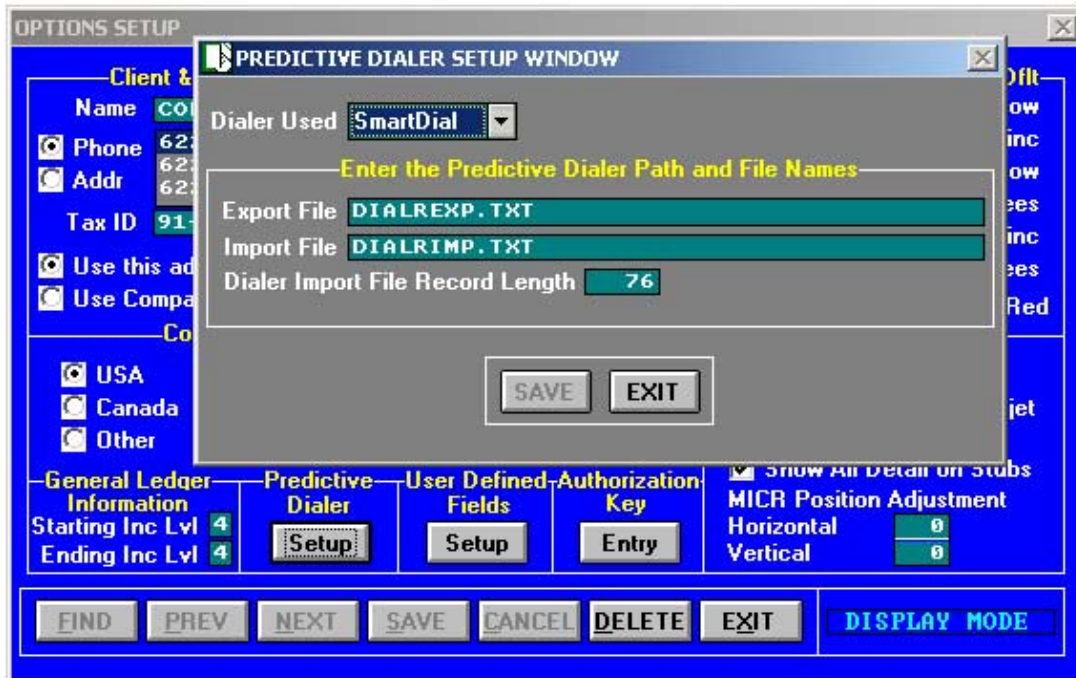 OPTIONS SETUP
PREDICTIVE DIALER SETUP WINDOW
Dialer Used SmartDial
Enter the Predictive Dialer Path and File Names
Export File DIALREXP.TXT
Import File DIALRIMP.TXT
Dialer Import File Record Length 76
SAVE EXIT
Client &
Name
Phone 62
Addr 62
62
Tax ID 91-
Use this ad
Use Compa
Co
USA
Canada
Other
Dflt
ow
inc
ow
ees
inc
ees
Red
jet
Show All Detail on Stubs
MICR Position Adjustment
Horizontal 0
Vertical 0
General Ledger
Information
Starting Inc Lvl 4
Ending Inc Lvl 4
Predictive
Dialer
Setup
User Defined
Fields
Setup
Authorization
Key
Entry
FIND PREV NEXT SAVE CANCEL DELETE EXIT DISPLAY MODE